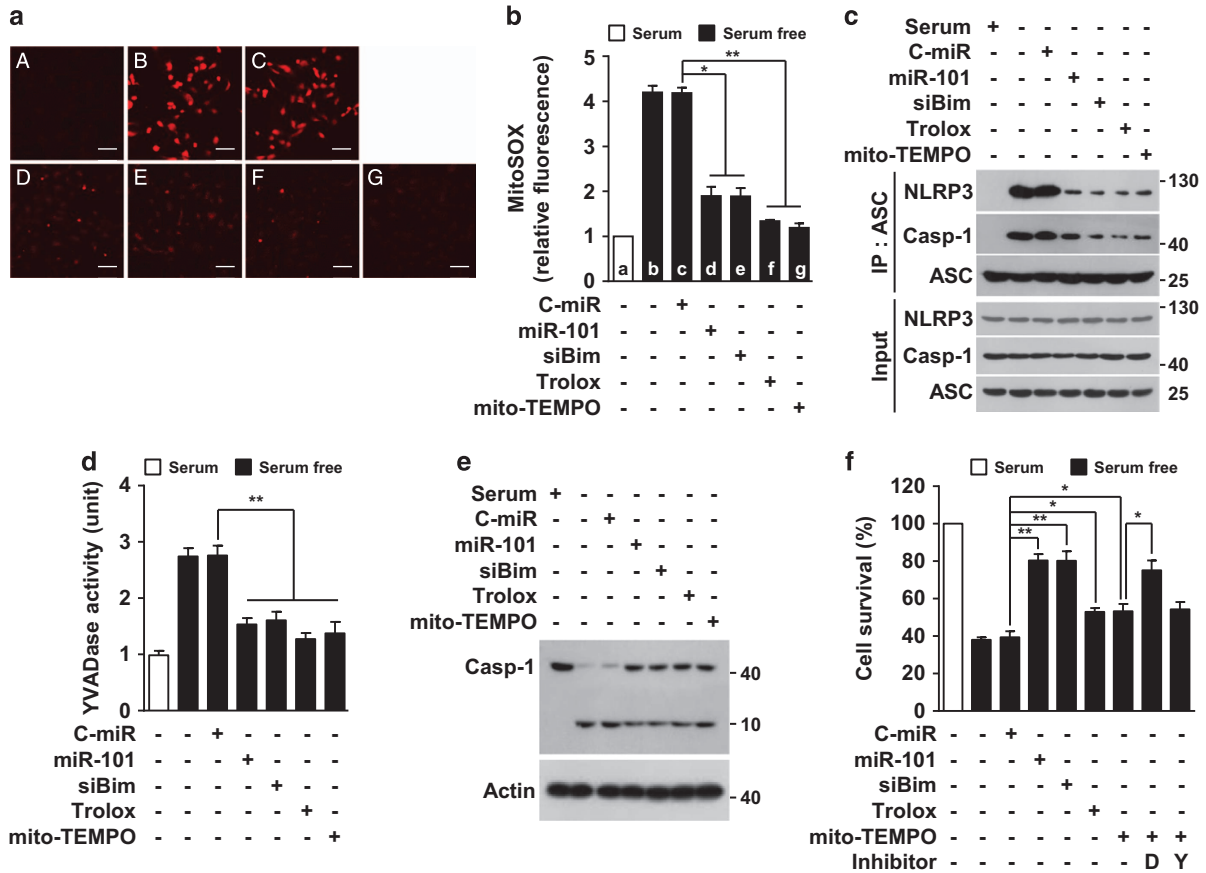 a
A
B
C
D
E
F
G
b
Serum
Serum free
MitoSOX
(relative fluorescence)
5
4
3
2
1
0
*
**
a b c d e f g
C-miR - - + - - - -
miR-101 - - - + - - -
siBim - - - - + - -
Trolox - - - - - + -
mito-TEMPO - - - - - - +
c
Serum + - - - - - -
C-miR - - + - - - -
miR-101 - - - + - - -
siBim - - - - + - -
Trolox - - - - - + -
mito-TEMPO - - - - - - +
IP : ASC
NLRP3 -130
Casp-1 -40
ASC -25
Input
NLRP3 -130
Casp-1 -40
ASC 25
d
Serum
Serum free
YVADase activity (unit)
4
3
2
1
0
**
C-miR - - + - - - -
miR-101 - - - + - - -
siBim - - - - + - -
Trolox - - - - - + -
mito-TEMPO - - - - - - +
e
Serum + - - - - - -
C-miR - - + - - - -
miR-101 - - - + - - -
siBim - - - - + - -
Trolox - - - - - + -
mito-TEMPO - - - - - - +
Casp-1 - 40
- 10
Actin - 40
f
Serum
Serum free
Cell survival (%)
120
100
80
60
40
20
0
*
*
**
**
*
C-miR - - + - - - - - -
miR-101 - - - + - - - - -
siBim - - - - + - - - -
Trolox - - - - - + - - -
mito-TEMPO - - - - - - + + +
Inhibitor - - - - - - - D Y